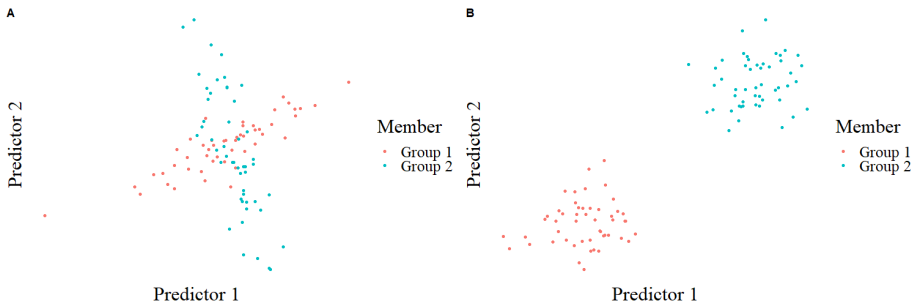 A
Predictor 2
Member
Group 1
Group 2
Predictor 1
B
Predictor 2
Member
Group 1
Group 2
Predictor 1